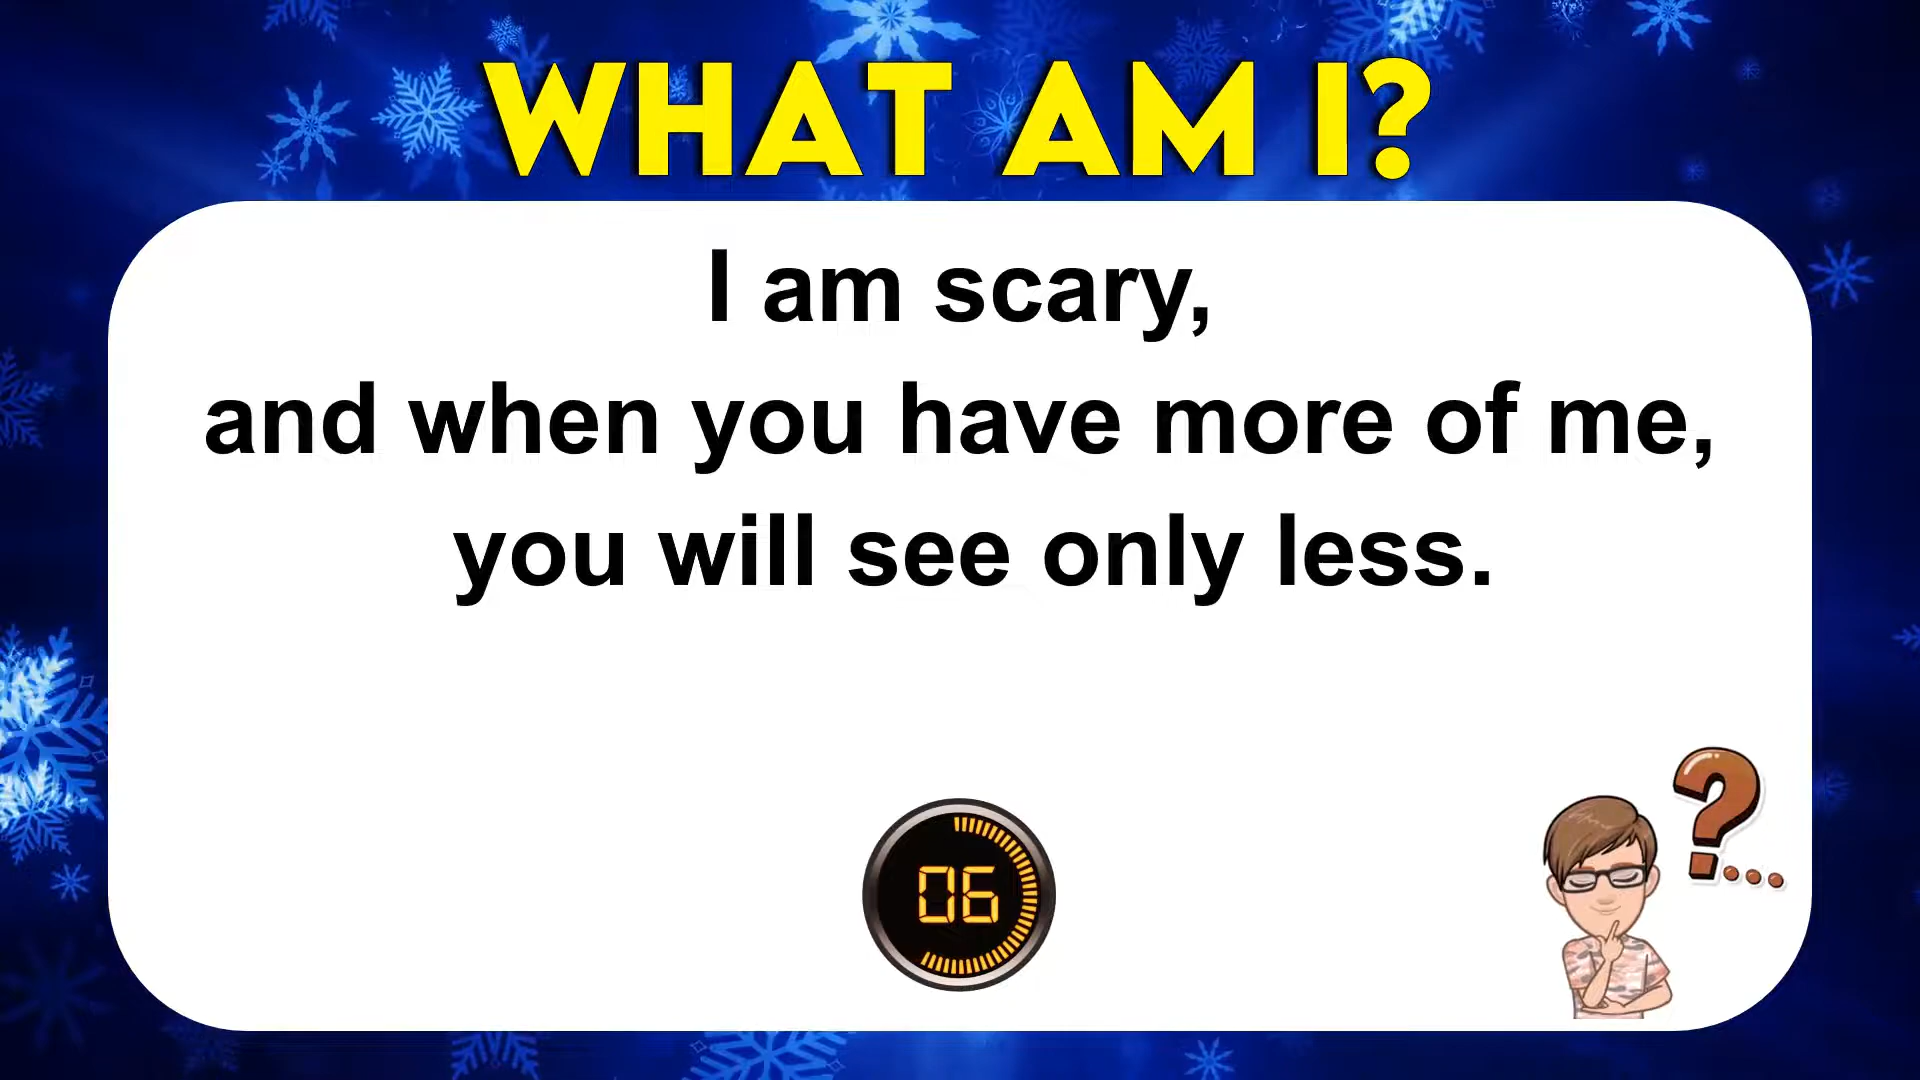 WHAT AM I?
I am scary,
and when you have more of me,
you will see only less.
06
?...